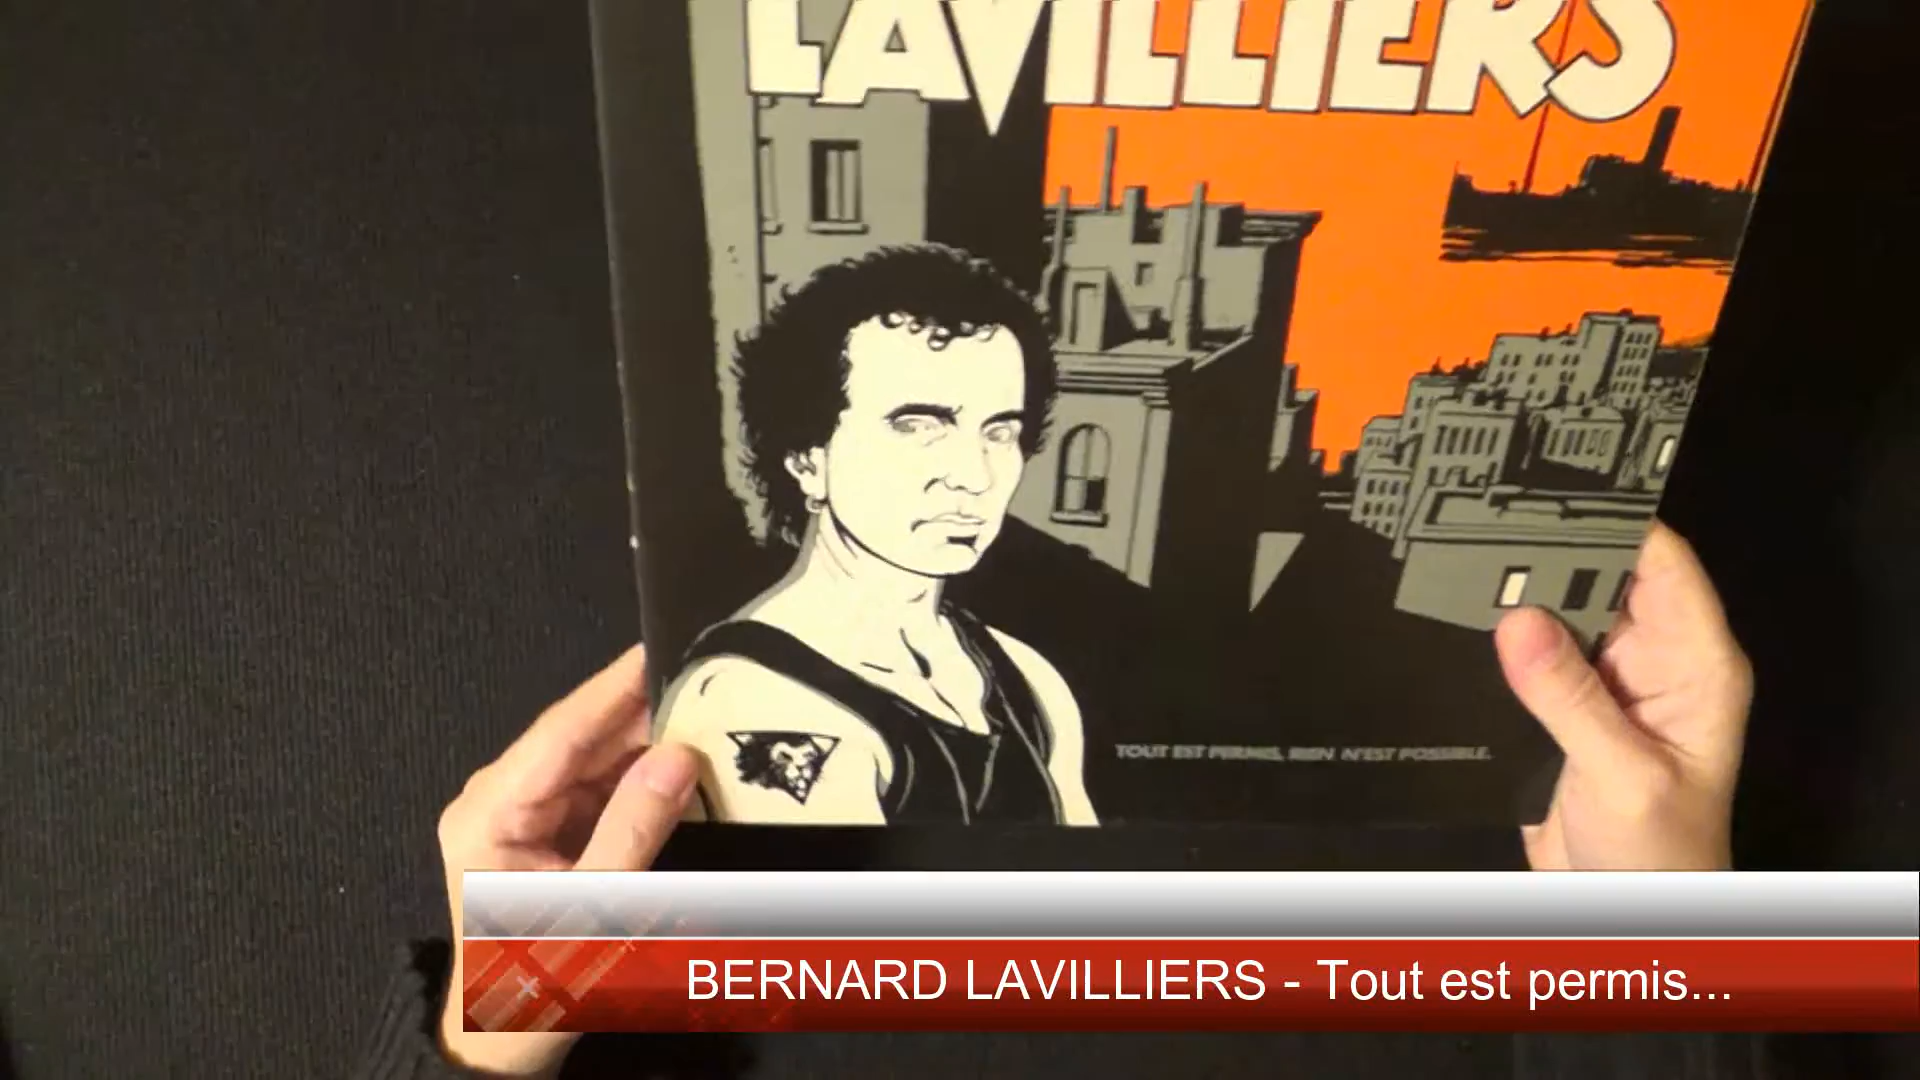 LAVILLIERS
TOUT EST PERMIS, RIEN N'EST POSSIBLE.
BERNARD LAVILLIERS - Tout est permis...